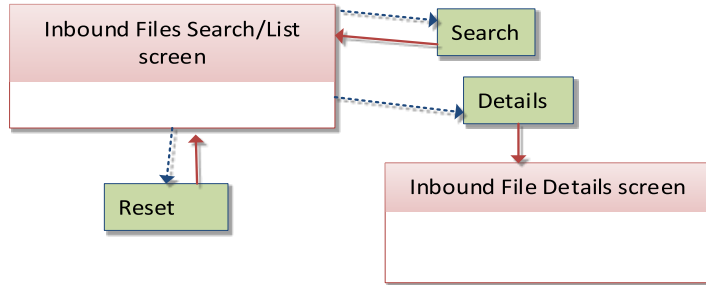 Inbound Files Search/List
screen
Search
Details
Reset
Inbound File Details screen